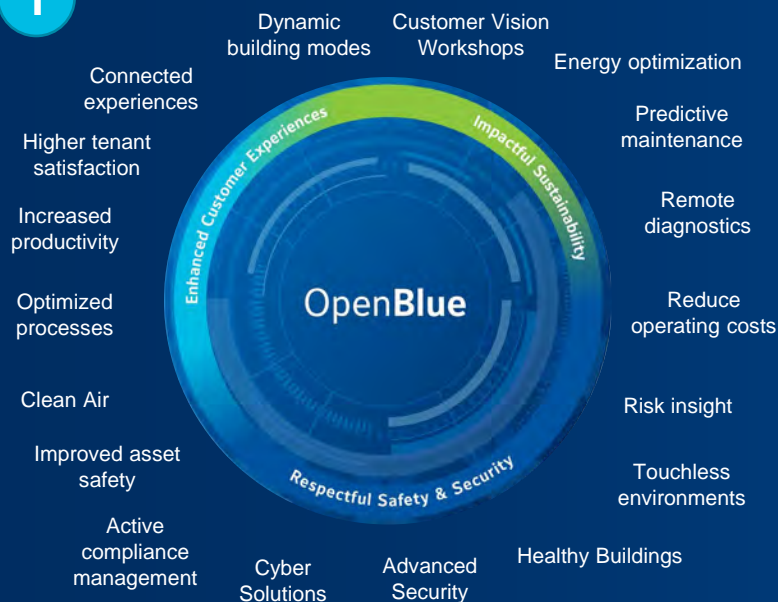 1
Dynamic
building modes
Customer Vision
Workshops
Energy optimization
Connected
experiences
Predictive
maintenance
Higher tenant
satisfaction
Remote
diagnostics
Increased
productivity
Optimized
processes
Reduce
operating costs
Clean Air
Risk insight
Improved asset
safety
Touchless
environments
Active
compliance
management
Cyber
Solutions
Advanced
Security
Healthy Buildings
Enhanced Customer Experiences
Impactful Sustainability
OpenBlue
Respectful Safety & Security